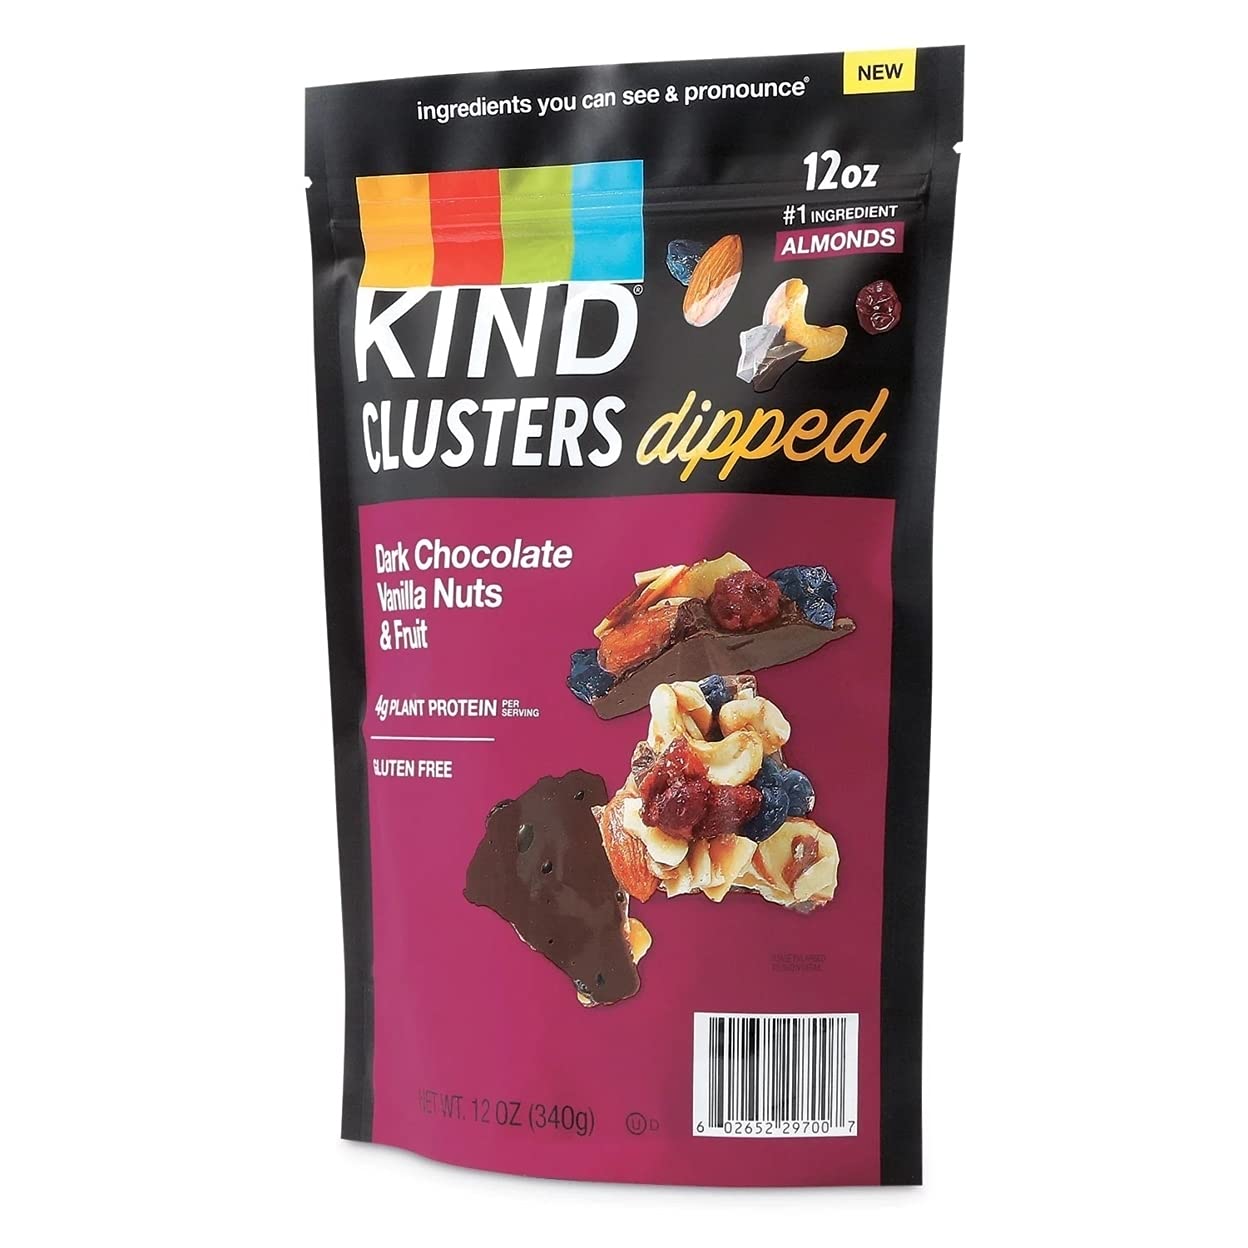 ingredients you can see & pronounce®
NEW
12oz
#1 INGREDIENT
ALMONDS
KIND®
CLUSTERS dipped
Dark Chocolate
Vanilla Nuts
& Fruit
4g PLANT PROTEIN PER SERVING
GLUTEN FREE
NET WT. 12 OZ (340g)
U D
6 02652 29700 7